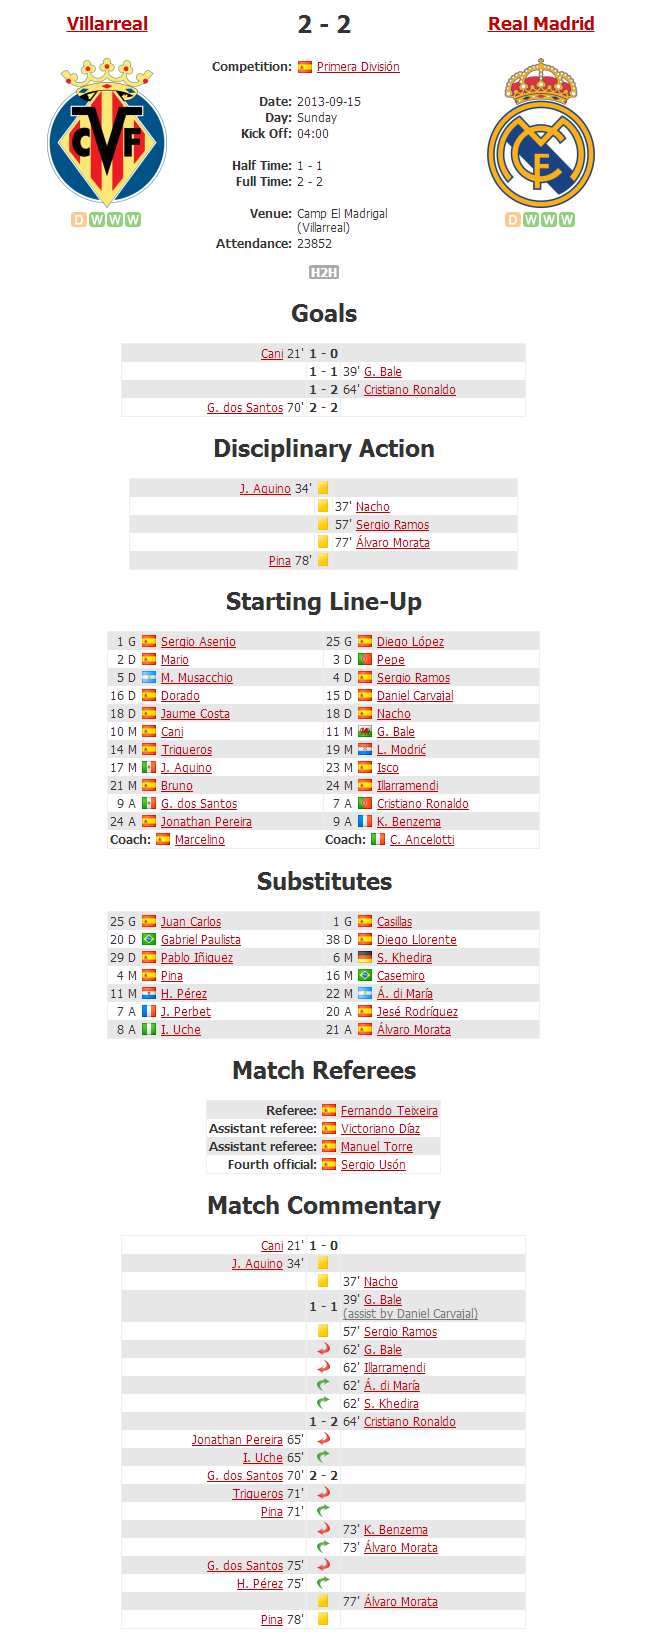 Villarreal
2 - 2
Real Madrid
CVF
Competition: Primera División
Date: 2013-09-15
Day: Sunday
Kick Off: 04:00
Half Time: 1 - 1
Full Time: 2 - 2
D W W W
D W W W
Venue: Camp El Madrigal
(Villarreal)
Attendance: 23852
H2H
Goals
Cani 21' 1 - 0
1 - 1 39' G. Bale
1 - 2 64' Cristiano Ronaldo
G. dos Santos 70' 2 - 2
Disciplinary Action
J. Aquino 34'
37' Nacho
57' Sergio Ramos
77' Álvaro Morata
Pina 78'
Starting Line-Up
1 G Sergio Asenjo 25 G Diego López
2 D Mario 3 D Pepe
5 D M. Musacchio 4 D Sergio Ramos
16 D Dorado 15 D Daniel Carvajal
18 D Jaume Costa 18 D Nacho
10 M Cani 11 M G. Bale
14 M Trigueros 19 M L. Modrić
17 M J. Aquino 23 M Isco
21 M Bruno 24 M Illarramendi
9 A G. dos Santos 7 A Cristiano Ronaldo
24 A Jonathan Pereira 9 A K. Benzema
Coach: Marcelino Coach: C. Ancelotti
Substitutes
25 G Juan Carlos 1 G Casillas
20 D Gabriel Paulista 38 D Diego Llorente
29 D Pablo Iñiguez 6 M S. Khedira
4 M Pina 16 M Casemiro
11 M H. Pérez 22 M Á. di María
7 A J. Perbet 20 A Jesé Rodríguez
8 A I. Uche 21 A Álvaro Morata
Match Referees
Referee: Fernando Teixeira
Assistant referee: Victoriano Díaz
Assistant referee: Manuel Torre
Fourth official: Sergio Usón
Match Commentary
Cani 21' 1 - 0
J. Aquino 34'
37' Nacho
1 - 1 39' G. Bale
(assist by Daniel Carvajal)
57' Sergio Ramos
62' G. Bale
62' Illarramendi
62' Á. di María
62' S. Khedira
1 - 2 64' Cristiano Ronaldo
Jonathan Pereira 65'
I. Uche 65'
G. dos Santos 70' 2 - 2
Trigueros 71'
Pina 71'
73' K. Benzema
73' Álvaro Morata
G. dos Santos 75'
H. Pérez 75'
77' Álvaro Morata
Pina 78'